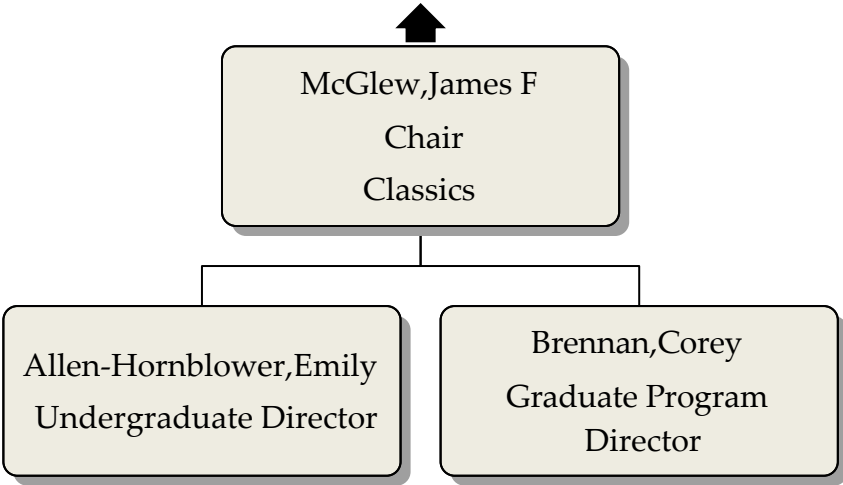 McGlew,James F
Chair
Classics
Allen-Hornblower,Emily
Undergraduate Director
Brennan,Corey
Graduate Program
Director